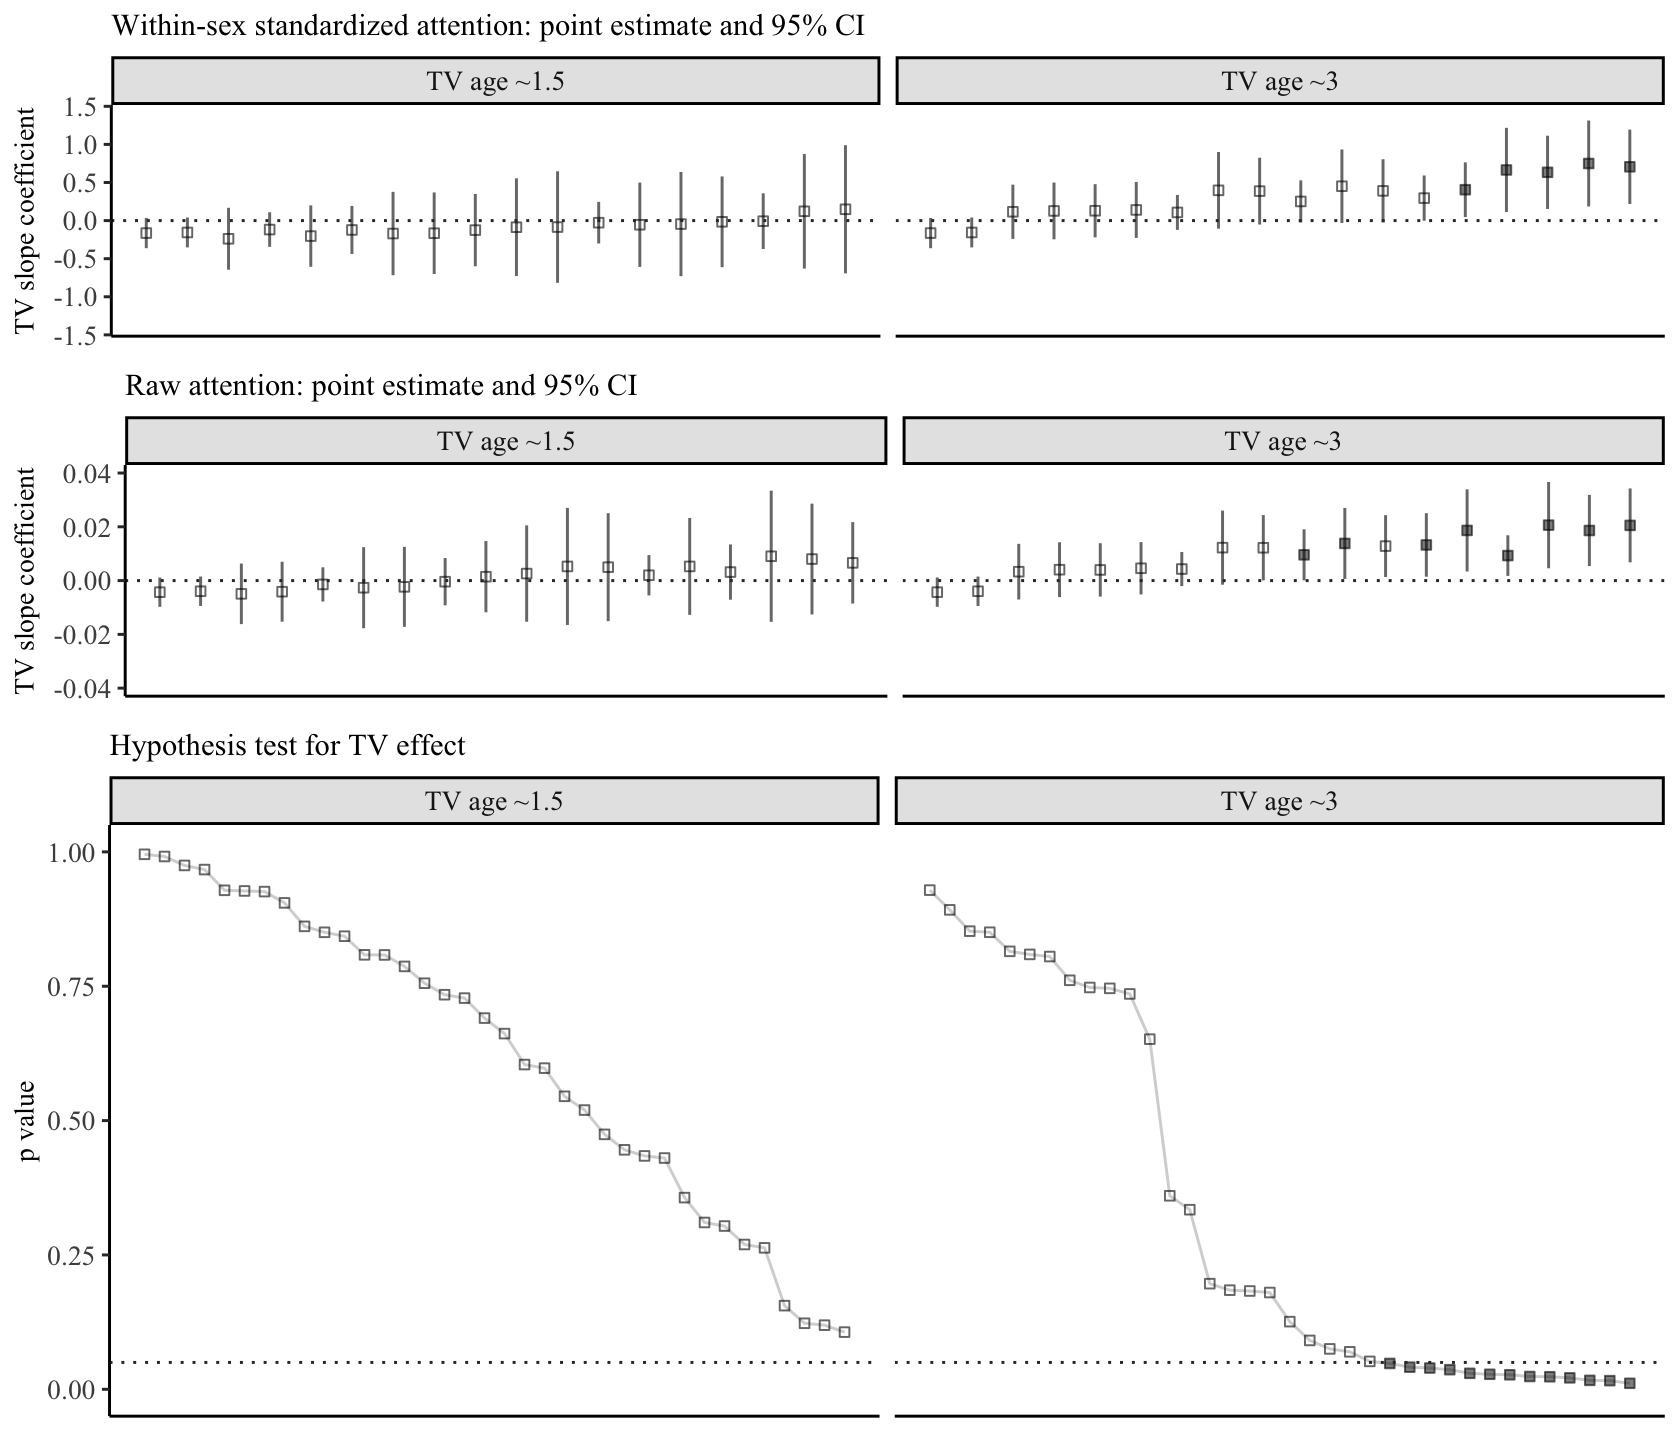 Within-sex standardized attention: point estimate and 95% CI
TV age ~1.5
TV age ~3
TV slope coefficient
1.5
1.0
0.5
0.0
-0.5
-1.0
-1.5
Raw attention: point estimate and 95% CI
TV age ~1.5
TV age ~3
TV slope coefficient
0.04
0.02
0.00
-0.02
-0.04
Hypothesis test for TV effect
TV age ~1.5
TV age ~3
p value
1.00
0.75
0.50
0.25
0.00